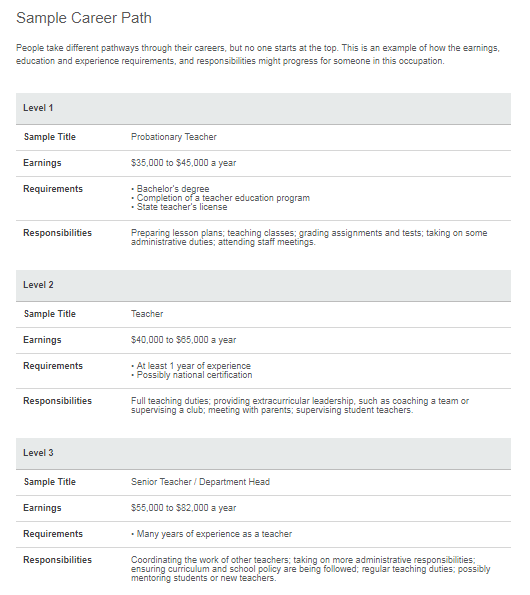 Sample Career Path
People take different pathways through their careers, but no one starts at the top. This is an example of how the earnings,
education and experience requirements, and responsibilities might progress for someone in this occupation.
Level 1
Sample Title Probationary Teacher
Earnings $35,000 to $45,000 a year
Requirements • Bachelor's degree
• Completion of a teacher education program
• State teacher's license
Responsibilities Preparing lesson plans; teaching classes; grading assignments and tests; taking on some
administrative duties; attending staff meetings.
Level 2
Sample Title Teacher
Earnings $40,000 to $65,000 a year
Requirements • At least 1 year of experience
• Possibly national certification
Responsibilities Full teaching duties; providing extracurricular leadership, such as coaching a team or
supervising a club; meeting with parents; supervising student teachers.
Level 3
Sample Title Senior Teacher / Department Head
Earnings $55,000 to $82,000 a year
Requirements • Many years of experience as a teacher
Responsibilities Coordinating the work of other teachers; taking on more administrative responsibilities;
ensuring curriculum and school policy are being followed; regular teaching duties; possibly
mentoring students or new teachers.